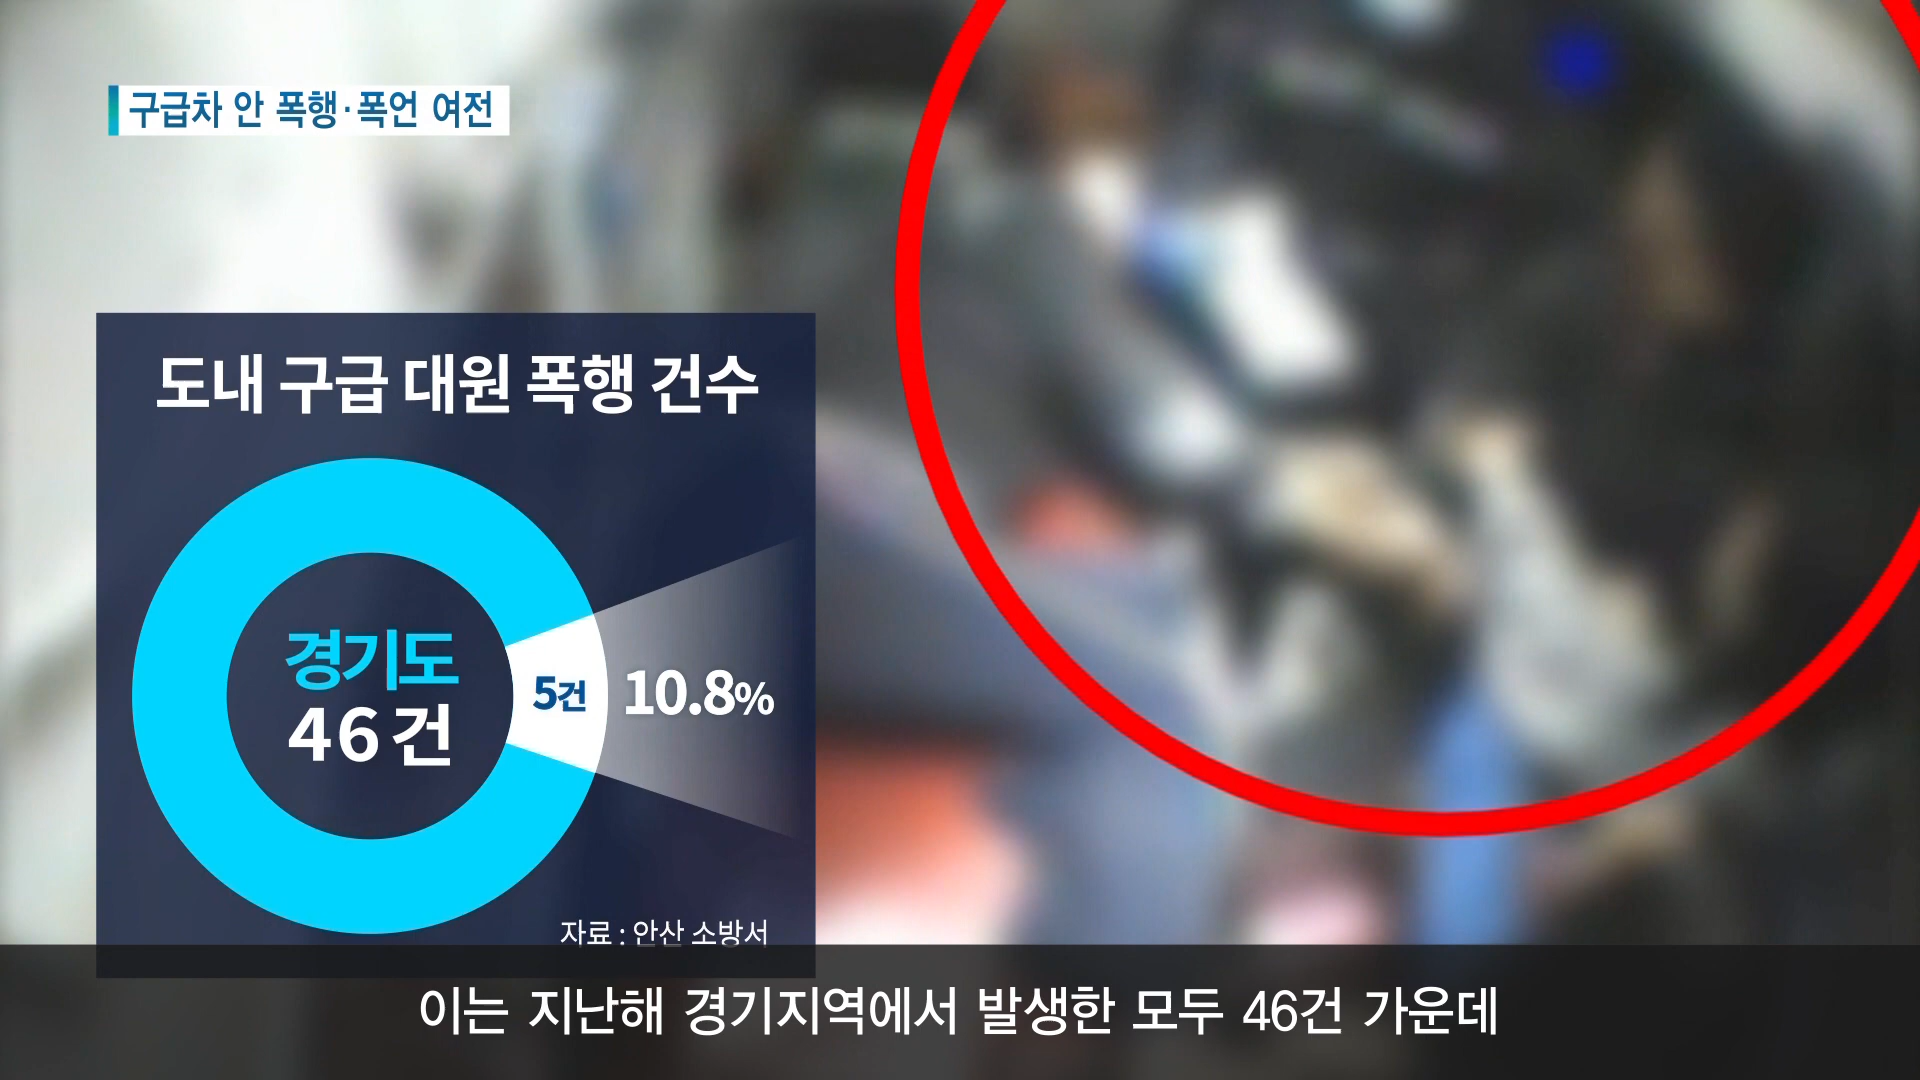 구급차 안 폭행·폭언 여전
도내 구급 대원 폭행 건수
경기도
46건
5건
10.8%
자료 : 안산 소방서
이는 지난해 경기지역에서 발생한 모두 46건 가운데